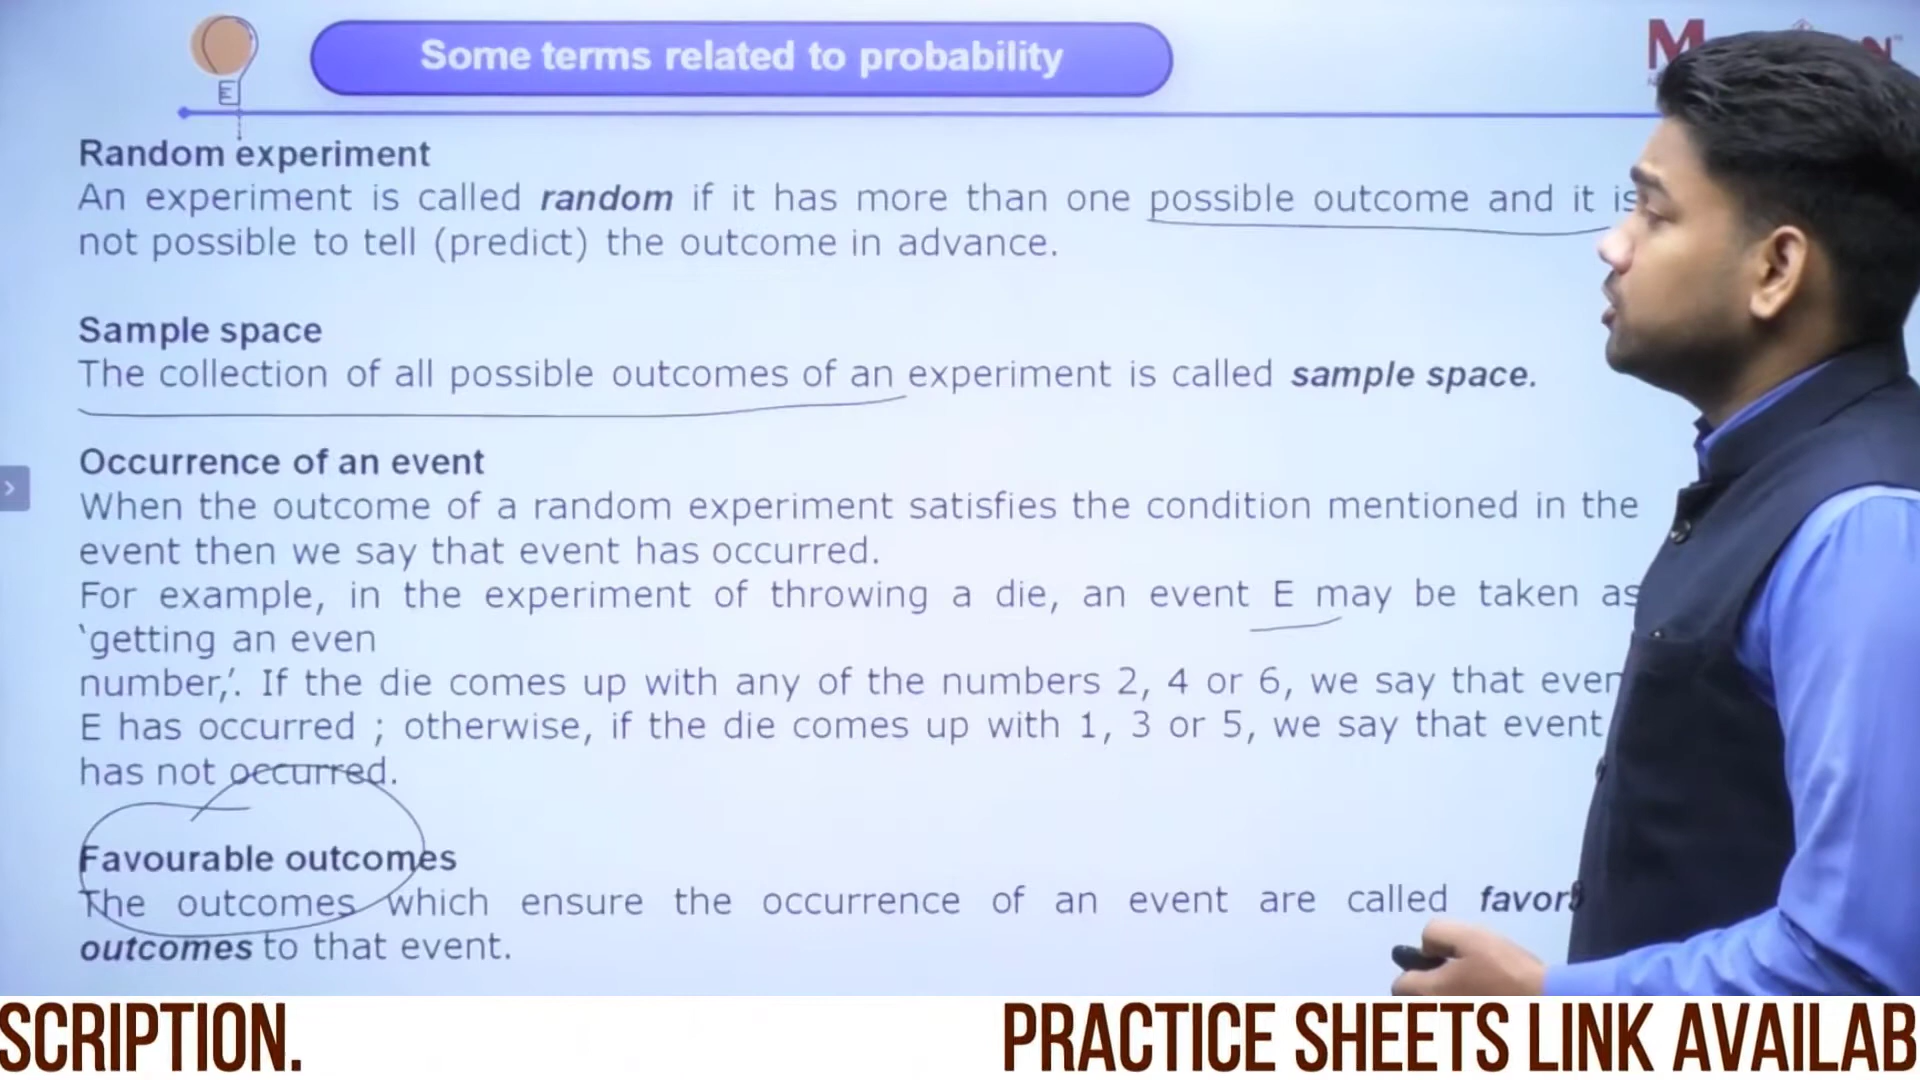 Some terms related to probability
Random experiment
An experiment is called random if it has more than one possible outcome and it is
not possible to tell (predict) the outcome in advance.
Sample space
The collection of all possible outcomes of an experiment is called sample space.
Occurrence of an event
When the outcome of a random experiment satisfies the condition mentioned in the
event then we say that event has occurred.
For example, in the experiment of throwing a die, an event E may be taken as
‘getting an even
number,’. If the die comes up with any of the numbers 2, 4 or 6, we say that
E has occurred ; otherwise, if the die comes up with 1, 3 or 5, we say that event
has not occurred.
Favourable outcomes
The outcomes which ensure the occurrence of an event are called
outcomes to that event.
SCRIPTION. PRACTICE SHEETS LINK AVAILAB